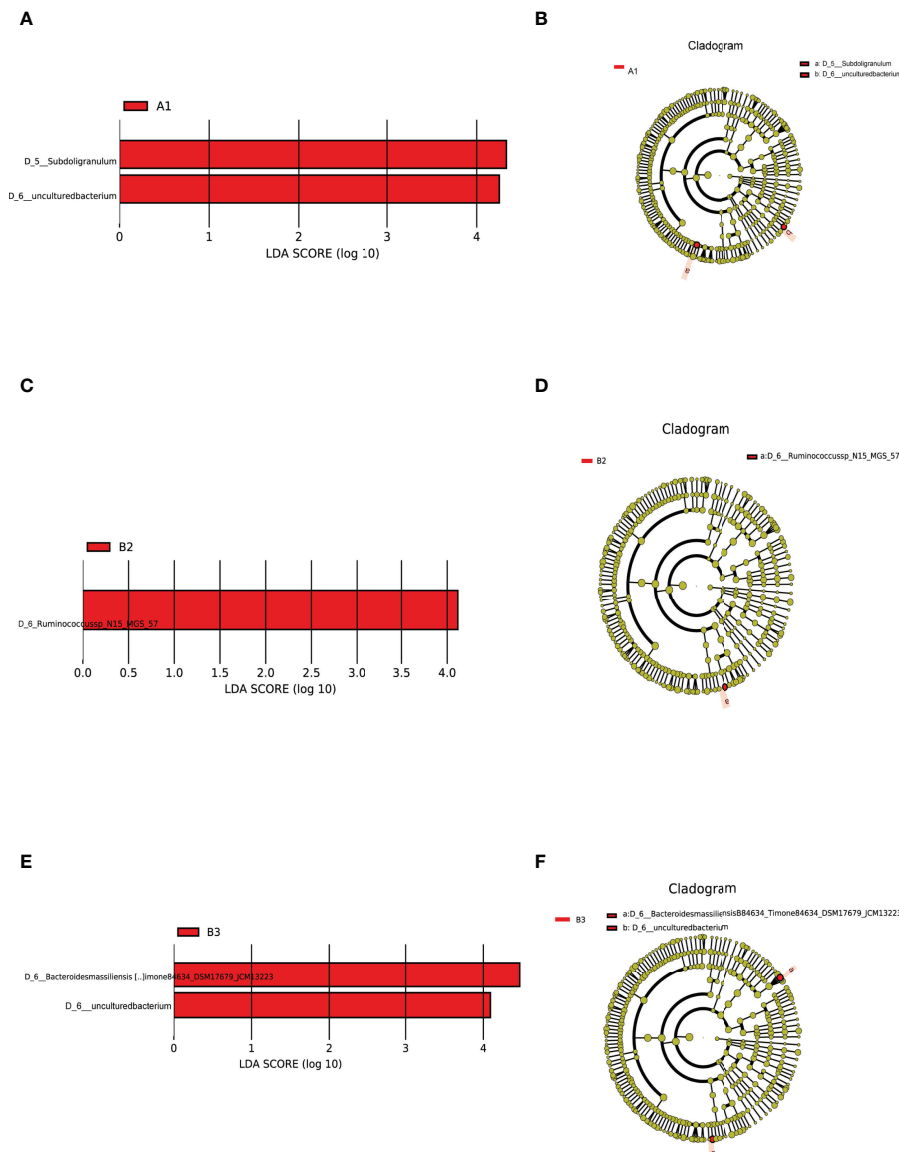 A
B
Cladogram
A1
a: D_5__Subdoligranulum
b: D_6__unculturedbacterium
A1
D_5__Subdoligranulum
D_6__unculturedbacterium
0 1 2 3 4
LDA SCORE (log 10)
b
a
C
D
Cladogram
B2
a:D_6__Ruminococcussp_N15_MGS_57
B2
D_6_Ruminococcussp_N15_MGS_57
0.0 0.5 1.0 1.5 2.0 2.5 3.0 3.5 4.0
LDA SCORE (log 10)
a
E
F
Cladogram
B3
a:D_6__BacteroidesmassiliensisB84634_Timone84634_DSM17679_JCM13223
b: D_6__unculturedbacterium
B3
D_6__Bacteroidesmassiliensis [..]imone84634_DSM17679_JCM13223
D_6__unculturedbacterium
0 1 2 3 4
LDA SCORE (log 10)
a